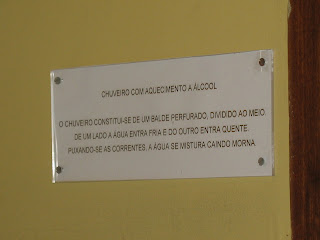 CHUVEIRO COM AQUECIMENTO A ÁLCOOL
O CHUVEIRO CONSTITUI-SE DE UM BALDE PERFURADO, DIVIDIDO AO MEIO
DE UM LADO A ÁGUA ENTRA FRIA E DO OUTRO ENTRA QUENTE.
PUXANDO-SE AS CORRENTES, A ÁGUA SE MISTURA CAINDO MORNA.